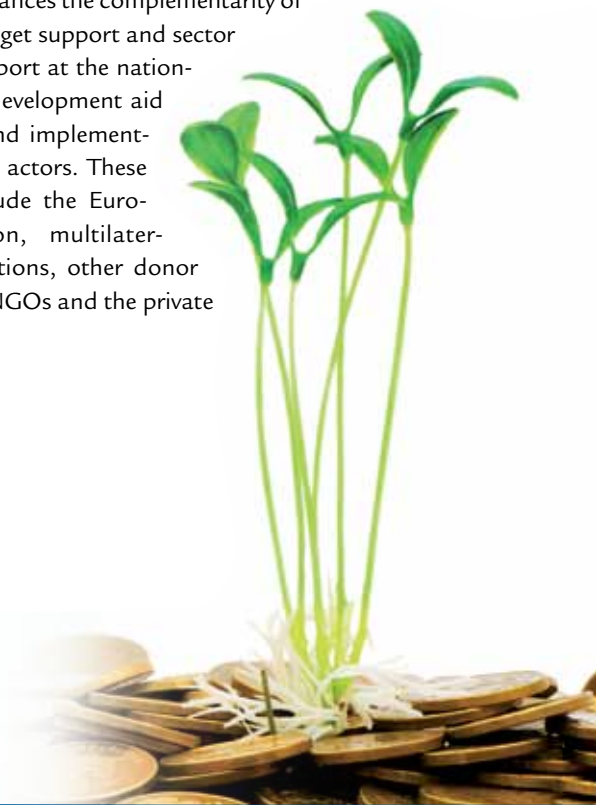 ances the complementarity of
get support and sector
port at the nation-
evelopment aid
nd implement-
actors. These
ude the Euro-
on, multilater-
tions, other donor
NGOs and the private